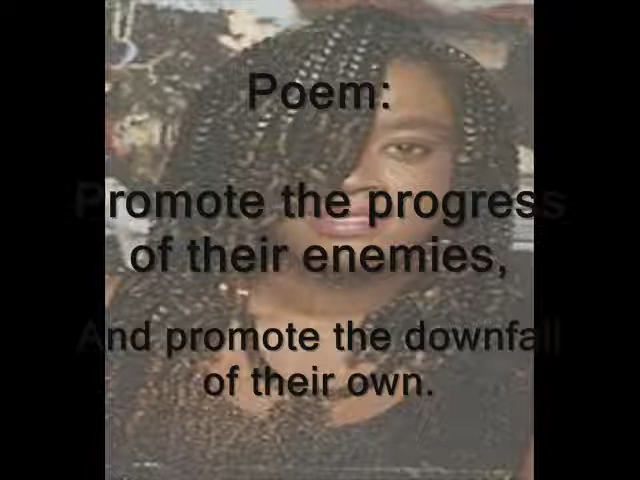 Poem:
Promote the progress
of their enemies,
And promote the downfall
of their own.